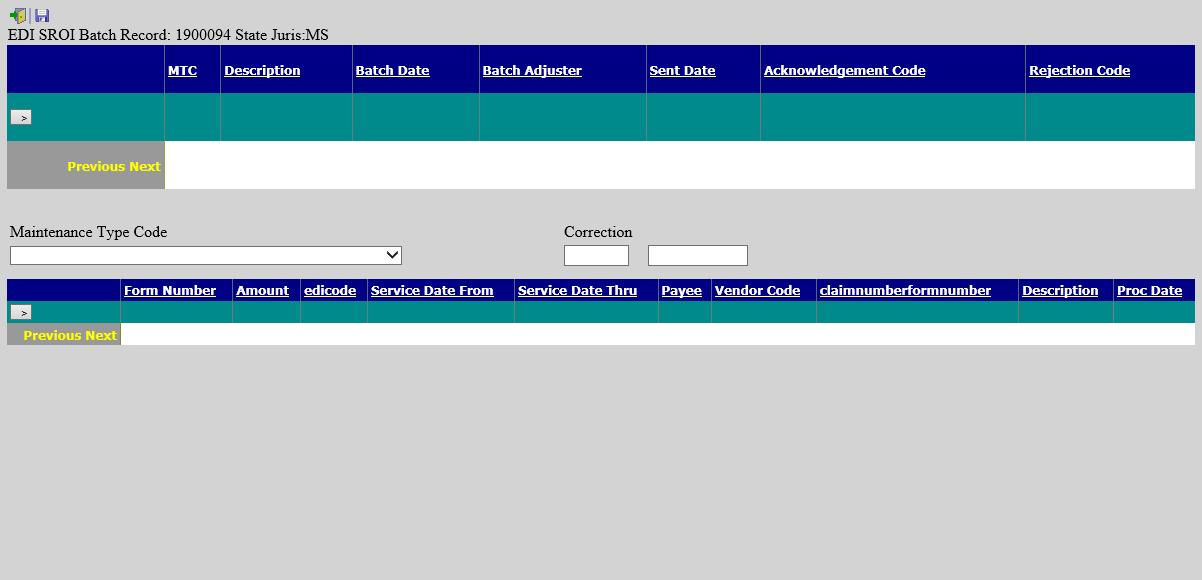 EDI SROI Batch Record: 1900094 State Juris:MS
MTC Description Batch Date Batch Adjuster Sent Date Acknowledgement Code Rejection Code
>
Previous Next
Maintenance Type Code Correction
Form Number Amount edicode Service Date From Service Date Thru Payee Vendor Code claimnumberformnumber Description Proc Date
>
Previous Next